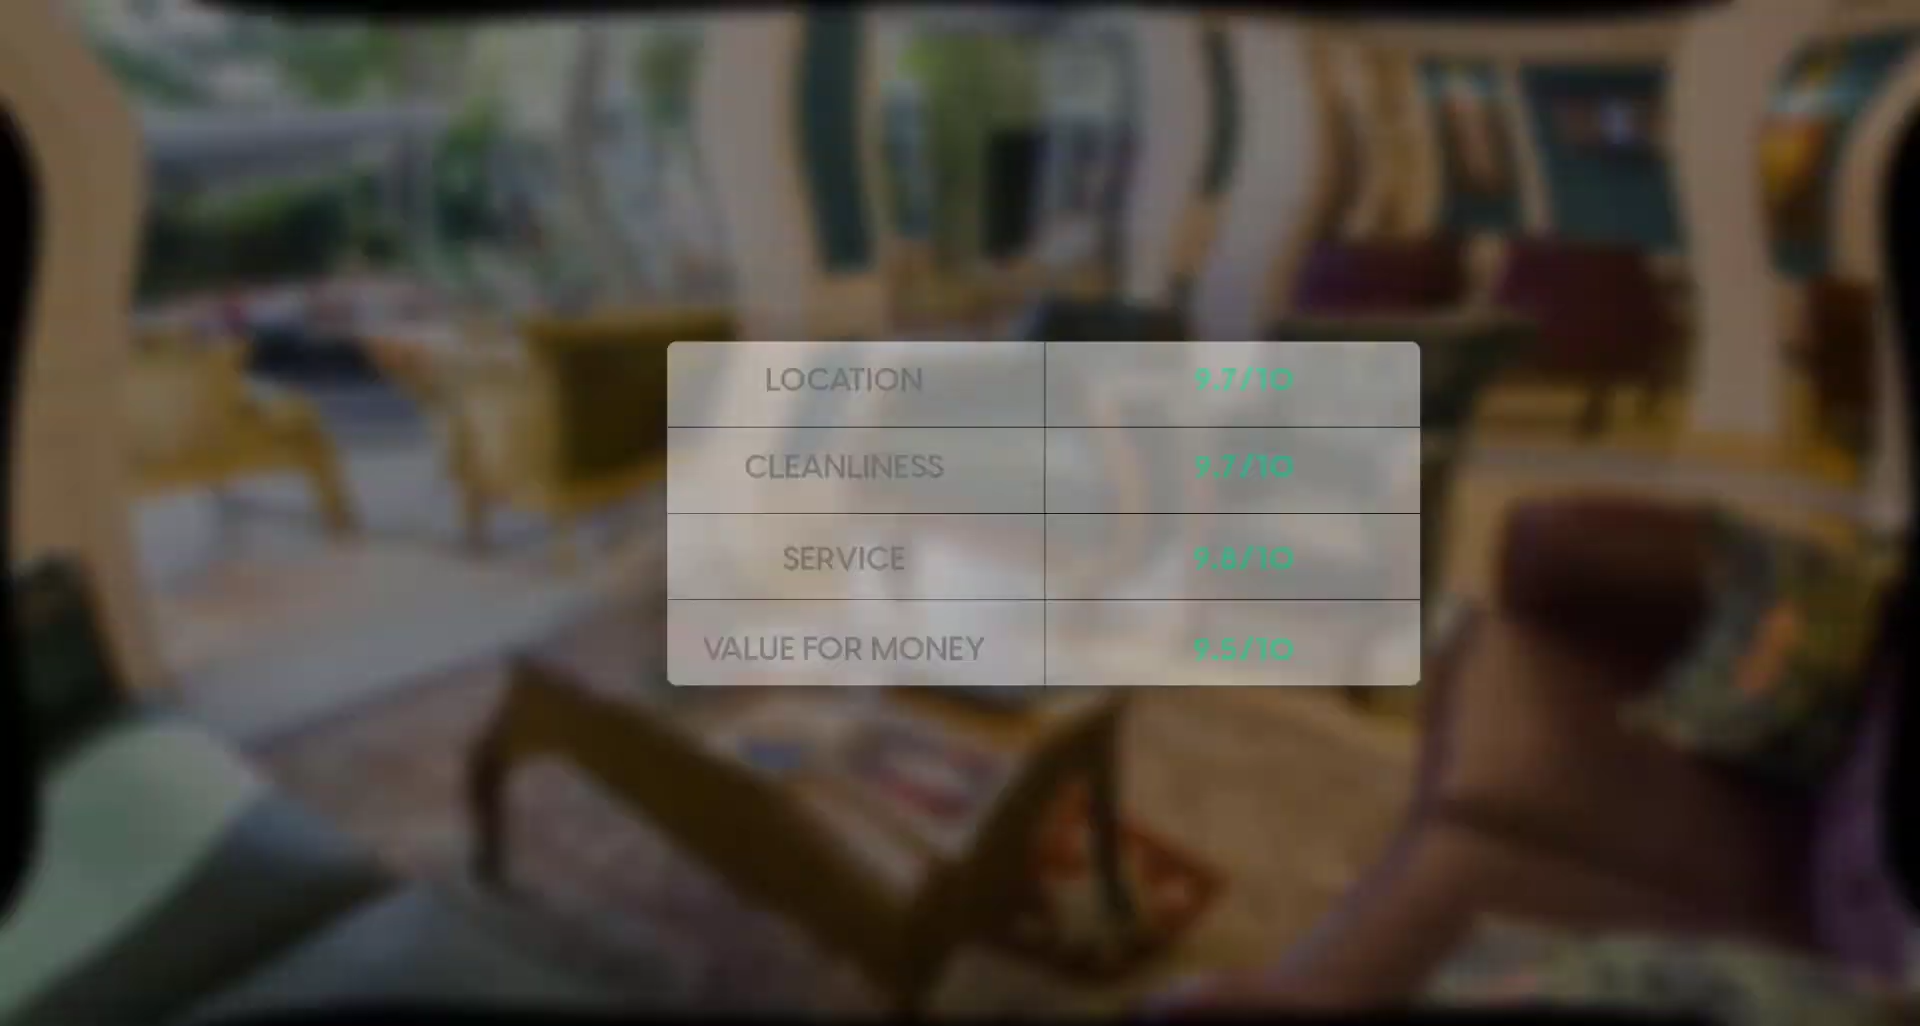 LOCATION 9.7/10
CLEANLINESS 9.7/10
SERVICE 9.8/10
VALUE FOR MONEY 9.5/10